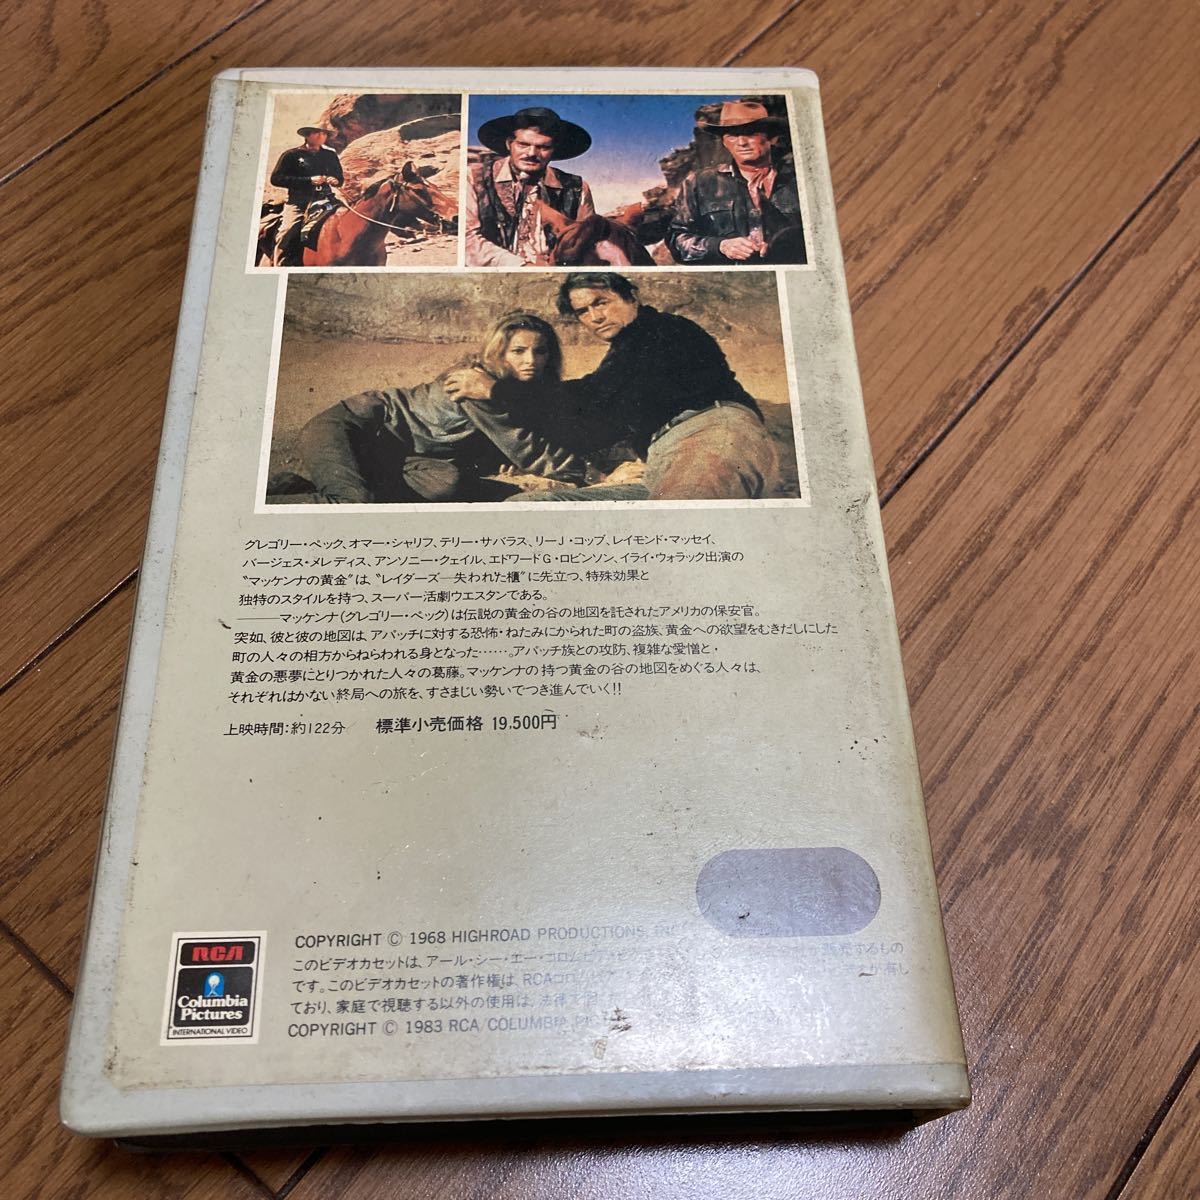 グレゴリー・ペック、オマー・シャリフ、テリー・サバラス、リーJ・コッブ、レイモンド・マッセイ、
バージェス・メレディス、アンソニー・クェイル、エドワードG・ロビンソン、イライ・ウォラック出演の
“マッケンナの黄金”は、“レイダーズ—失われた櫃”に先立つ、特殊効果と
独特のスタイルを持つ、スーパー活劇ウエスタンである。
———マッケンナ(グレゴリー・ペック)は伝説の黄金の谷の地図を託されたアメリカの保安官。
突如、彼と彼の地図は、アパッチに対する恐怖・ねたみにかられた町の盗族、黄金への欲望をむきだしにした
町の人々の相方からねらわれる身となった……。アパッチ族との攻防、複雑な愛憎と・
黄金の悪夢にとりつかれた人々の葛藤。マッケンナの持つ黄金の谷の地図をめぐる人々は、
それぞれはかない終局への旅を、すさまじい勢いでつき進んでいく!!
上映時間:約122分 標準小売価格 19,500円
RCA
Columbia
Pictures
INTERNATIONAL VIDEO
COPYRIGHT © 1968 HIGHROAD PRODUCTIONS, INC
このビデオカセットは、アール・シー・エー・コロムビア 販売するもの
です。このビデオカセットの著作権は、RCAコロムビア が有し
ており、家庭で視聴する以外の使用は、法律で
COPYRIGHT © 1983 RCA/COLUMBIA